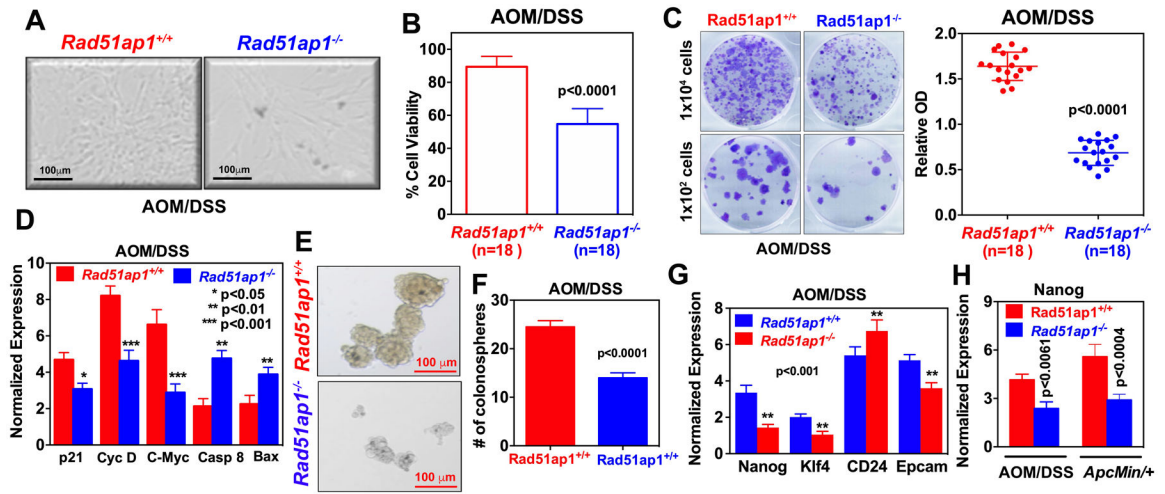 A
Rad51ap1+/+
Rad51ap1-/-
100μm
100μm
AOM/DSS
B
AOM/DSS
% Cell Viability
100
80
60
40
20
0
p<0.0001
Rad51ap1+/+
(n=18 )
Rad51ap1-/-
(n=18)
C
Rad51ap1+/+
Rad51ap1-/-
1x10⁴ cells
1x10² cells
AOM/DSS
AOM/DSS
Relative OD
2.0
1.5
1.0
0.5
0.0
p<0.0001
Rad51ap1+/+
(n=18 )
Rad51ap1-/-
(n=18)
D
AOM/DSS
Normalized Expression
10
8
6
4
2
0
Rad51ap1+/+
Rad51ap1-/-
* p<0.05
** p<0.01
*** p<0.001
*
***
***
**
**
p21
Cyc D
C-Myc
Casp 8
Bax
E
Rad51ap1+/+
Rad51ap1-/-
100 μm
100 μm
F
AOM/DSS
# of colonospheres
30
20
10
0
p<0.0001
Rad51ap1+/+
Rad51ap1+/+
G
AOM/DSS
Normalized Expression
8
6
4
2
0
Rad51ap1+/+
Rad51ap1-/-
p<0.001
**
**
**
**
Nanog
Klf4
CD24
Epcam
H
Nanog
Normalized Expression
9
6
3
0
Rad51ap1+/+
Rad51ap1-/-
p<0.0061
p<0.0004
AOM/DSS
ApcMin/+